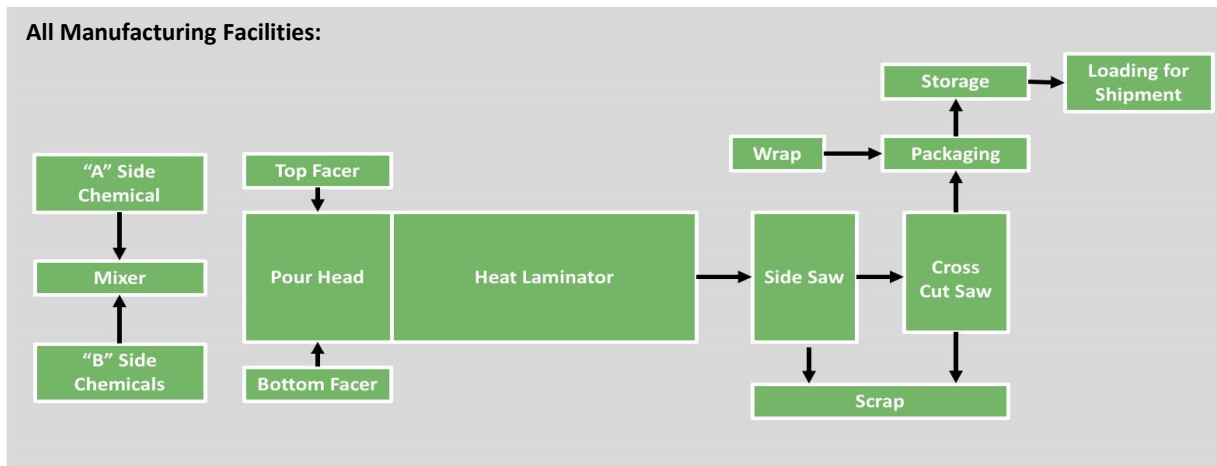 All Manufacturing Facilities:
Storage
Loading for
Shipment
Wrap
Packaging
“A” Side
Chemical
Top Facer
Mixer
Pour Head
Heat Laminator
Side Saw
Cross
Cut Saw
“B” Side
Chemicals
Bottom Facer
Scrap